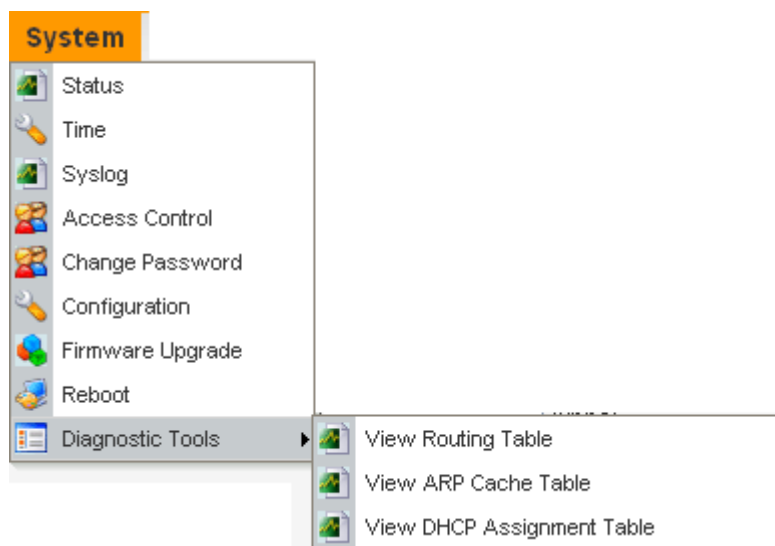 System
Status
Time
Syslog
Access Control
Change Password
Configuration
Firmware Upgrade
Reboot
Diagnostic Tools
View Routing Table
View ARP Cache Table
View DHCP Assignment Table